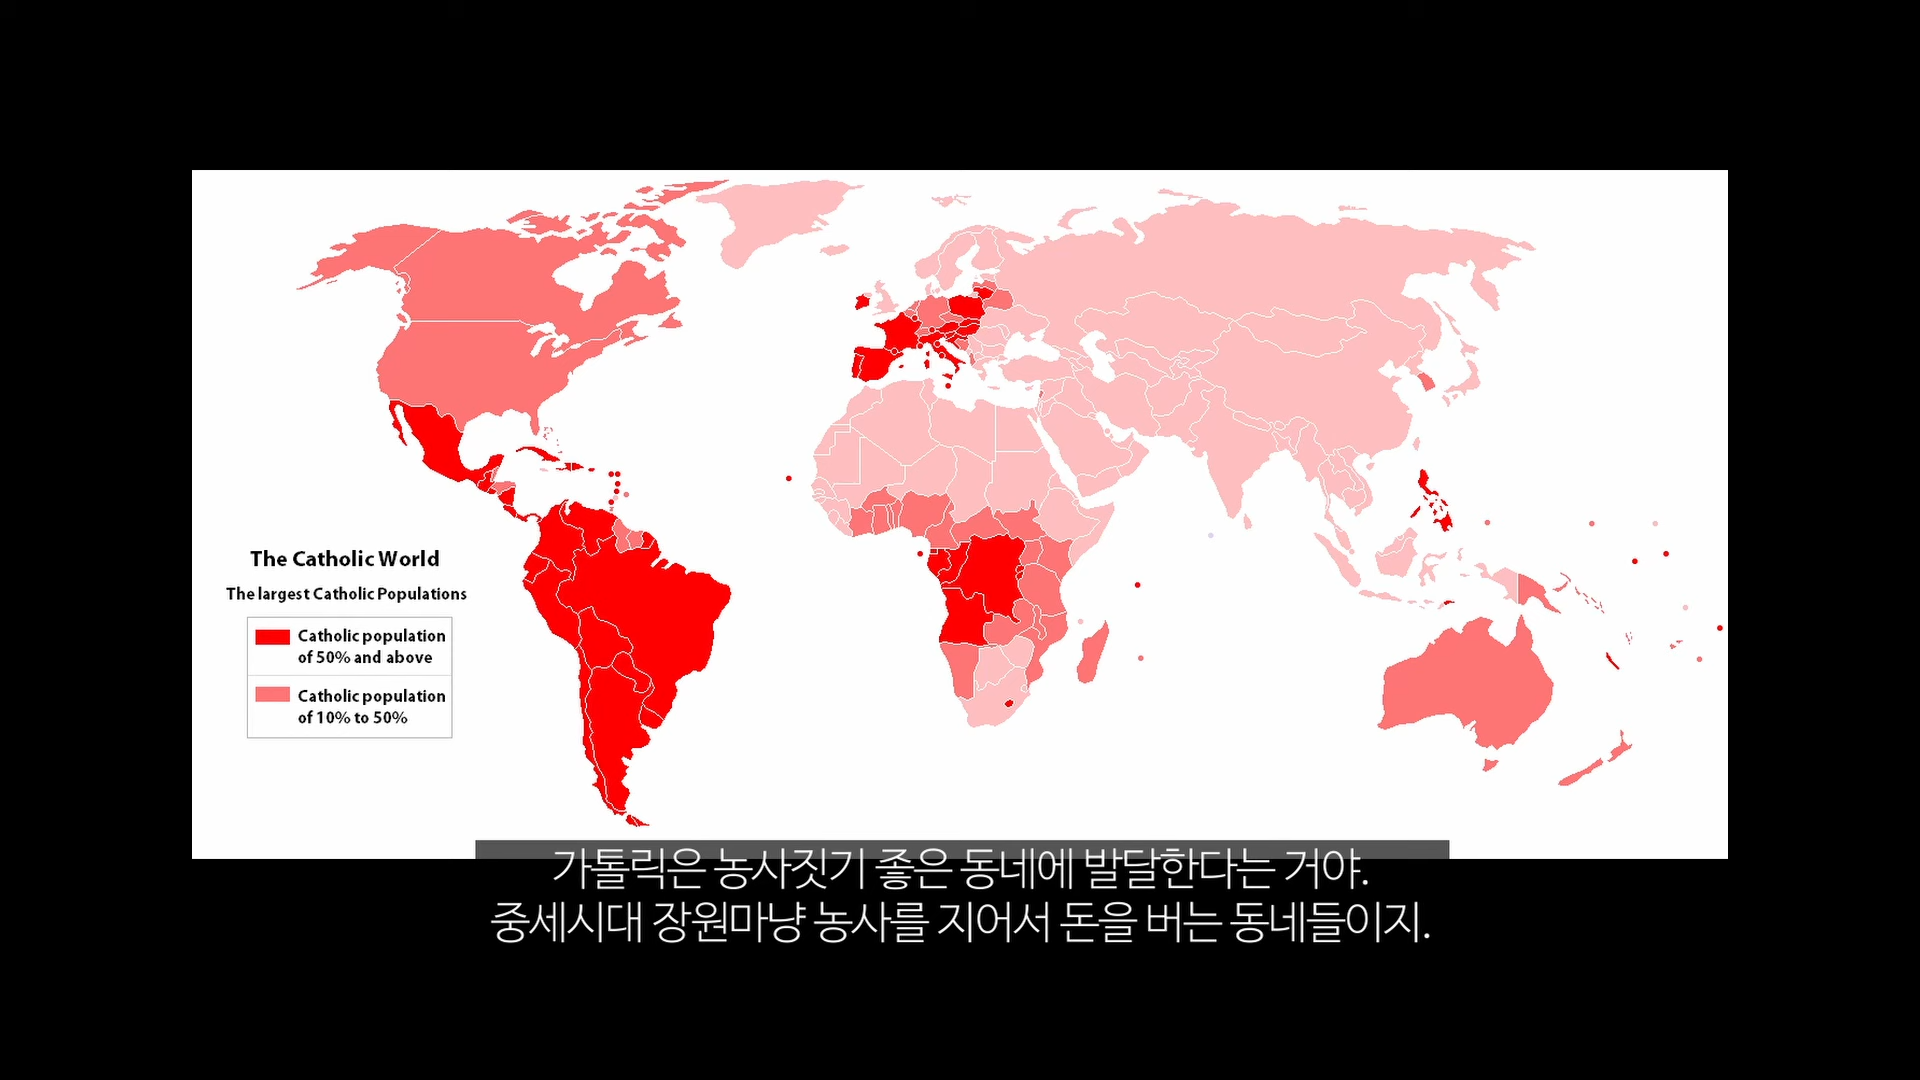 The Catholic World
The largest Catholic Populations
Catholic population
of 50% and above
Catholic population
of 10% to 50%
가톨릭은 농사짓기 좋은 동네에 발달한다는 거야.
중세시대 장원마냥 농사를 지어서 돈을 버는 동네들이지.